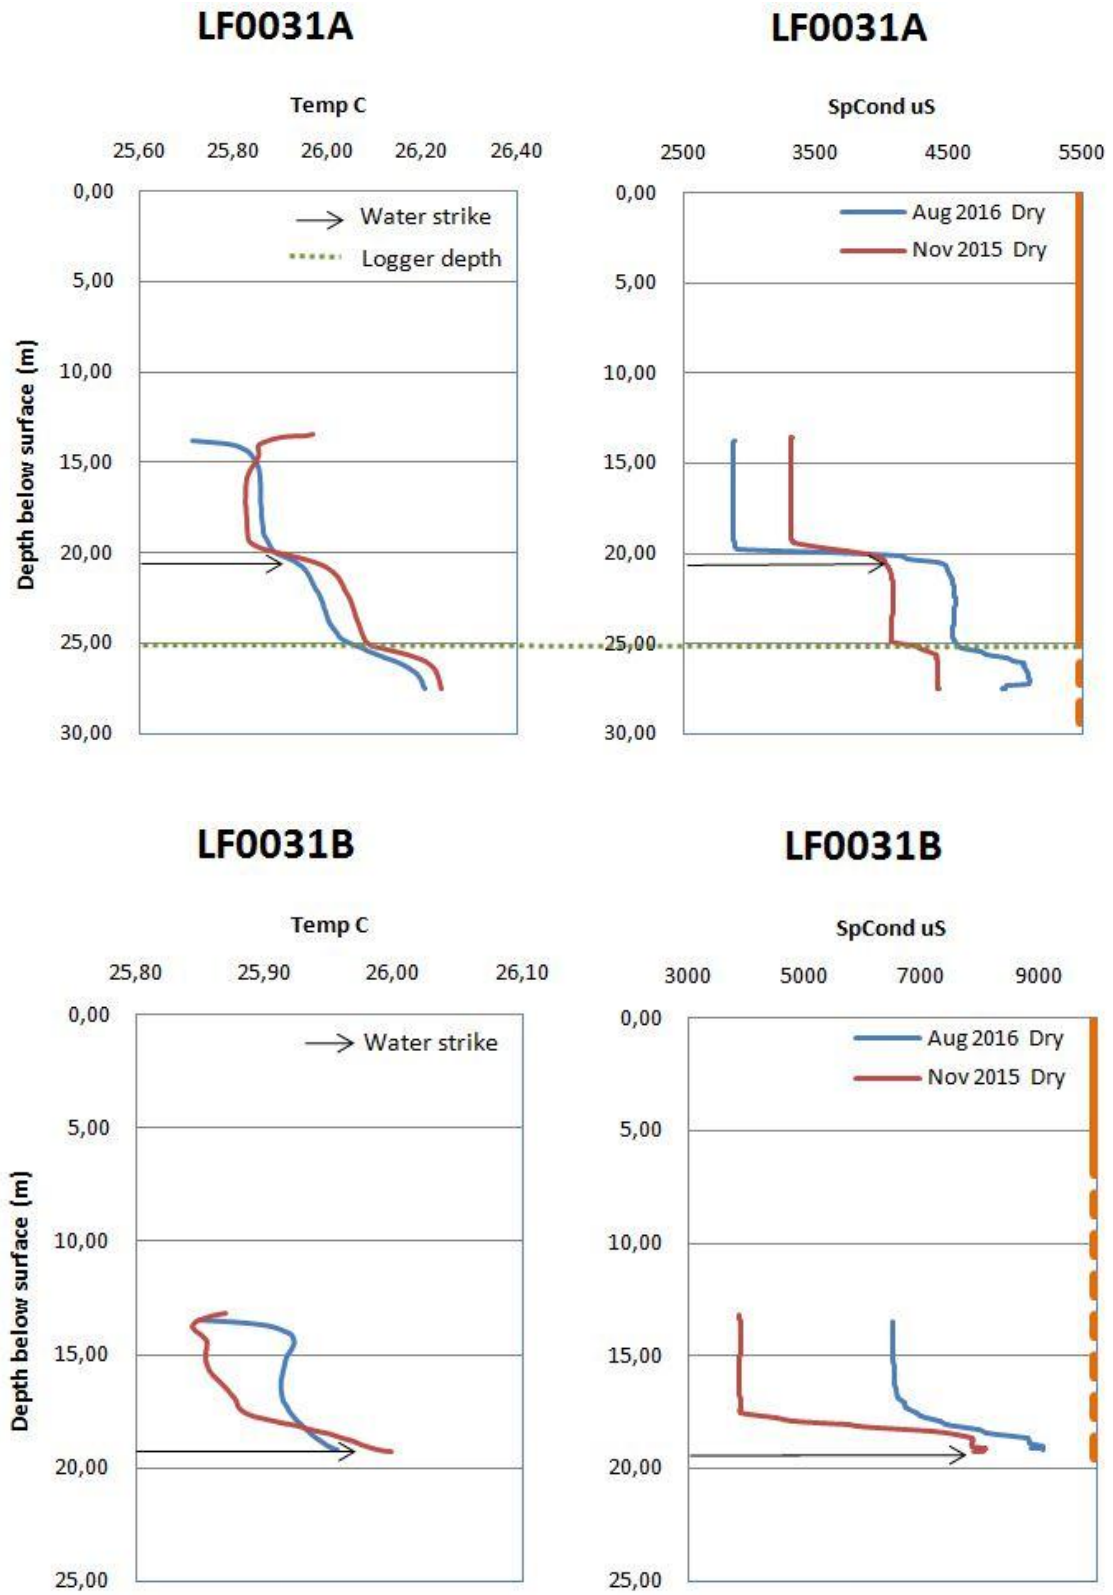 LF0031A
LF0031A
Temp C
SpCond uS
25,60 25,80 26,00 26,20 26,40
2500 3500 4500 5500
0,00
5,00
10,00
15,00
20,00
25,00
30,00
Depth below surface (m)
Water strike
Logger depth
0,00
5,00
10,00
15,00
20,00
25,00
30,00
Aug 2016 Dry
Nov 2015 Dry
LF0031B
LF0031B
Temp C
SpCond uS
25,80 25,90 26,00 26,10
3000 5000 7000 9000
0,00
5,00
10,00
15,00
20,00
25,00
Depth below surface (m)
Water strike
0,00
5,00
10,00
15,00
20,00
25,00
Aug 2016 Dry
Nov 2015 Dry